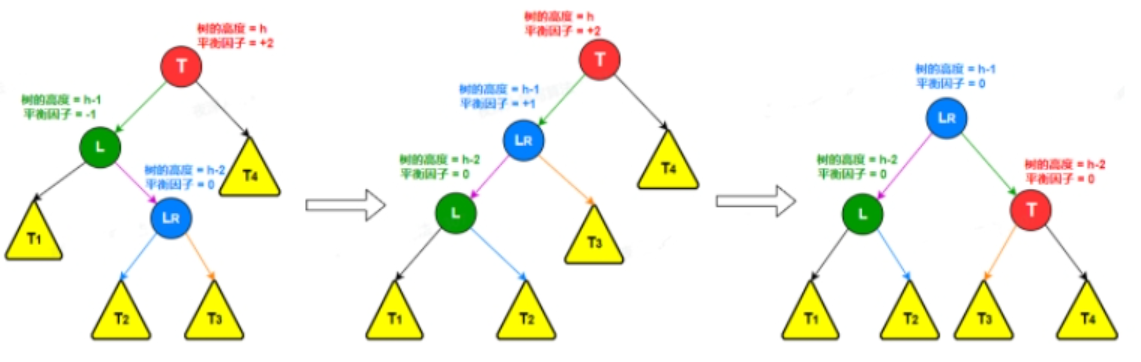 树的高度 = h
平衡因子 = +2
T
树的高度 = h-1
平衡因子 = -1
L
树的高度 = h-2
平衡因子 = 0
LR
T4
T1
T2
T3
树的高度 = h
平衡因子 = +2
T
树的高度 = h-1
平衡因子 = +1
LR
T4
树的高度 = h-2
平衡因子 = 0
L
T3
T1
T2
树的高度 = h-1
平衡因子 = 0
LR
树的高度 = h-2
平衡因子 = 0
L
树的高度 = h-2
平衡因子 = 0
T
T1
T2
T3
T4